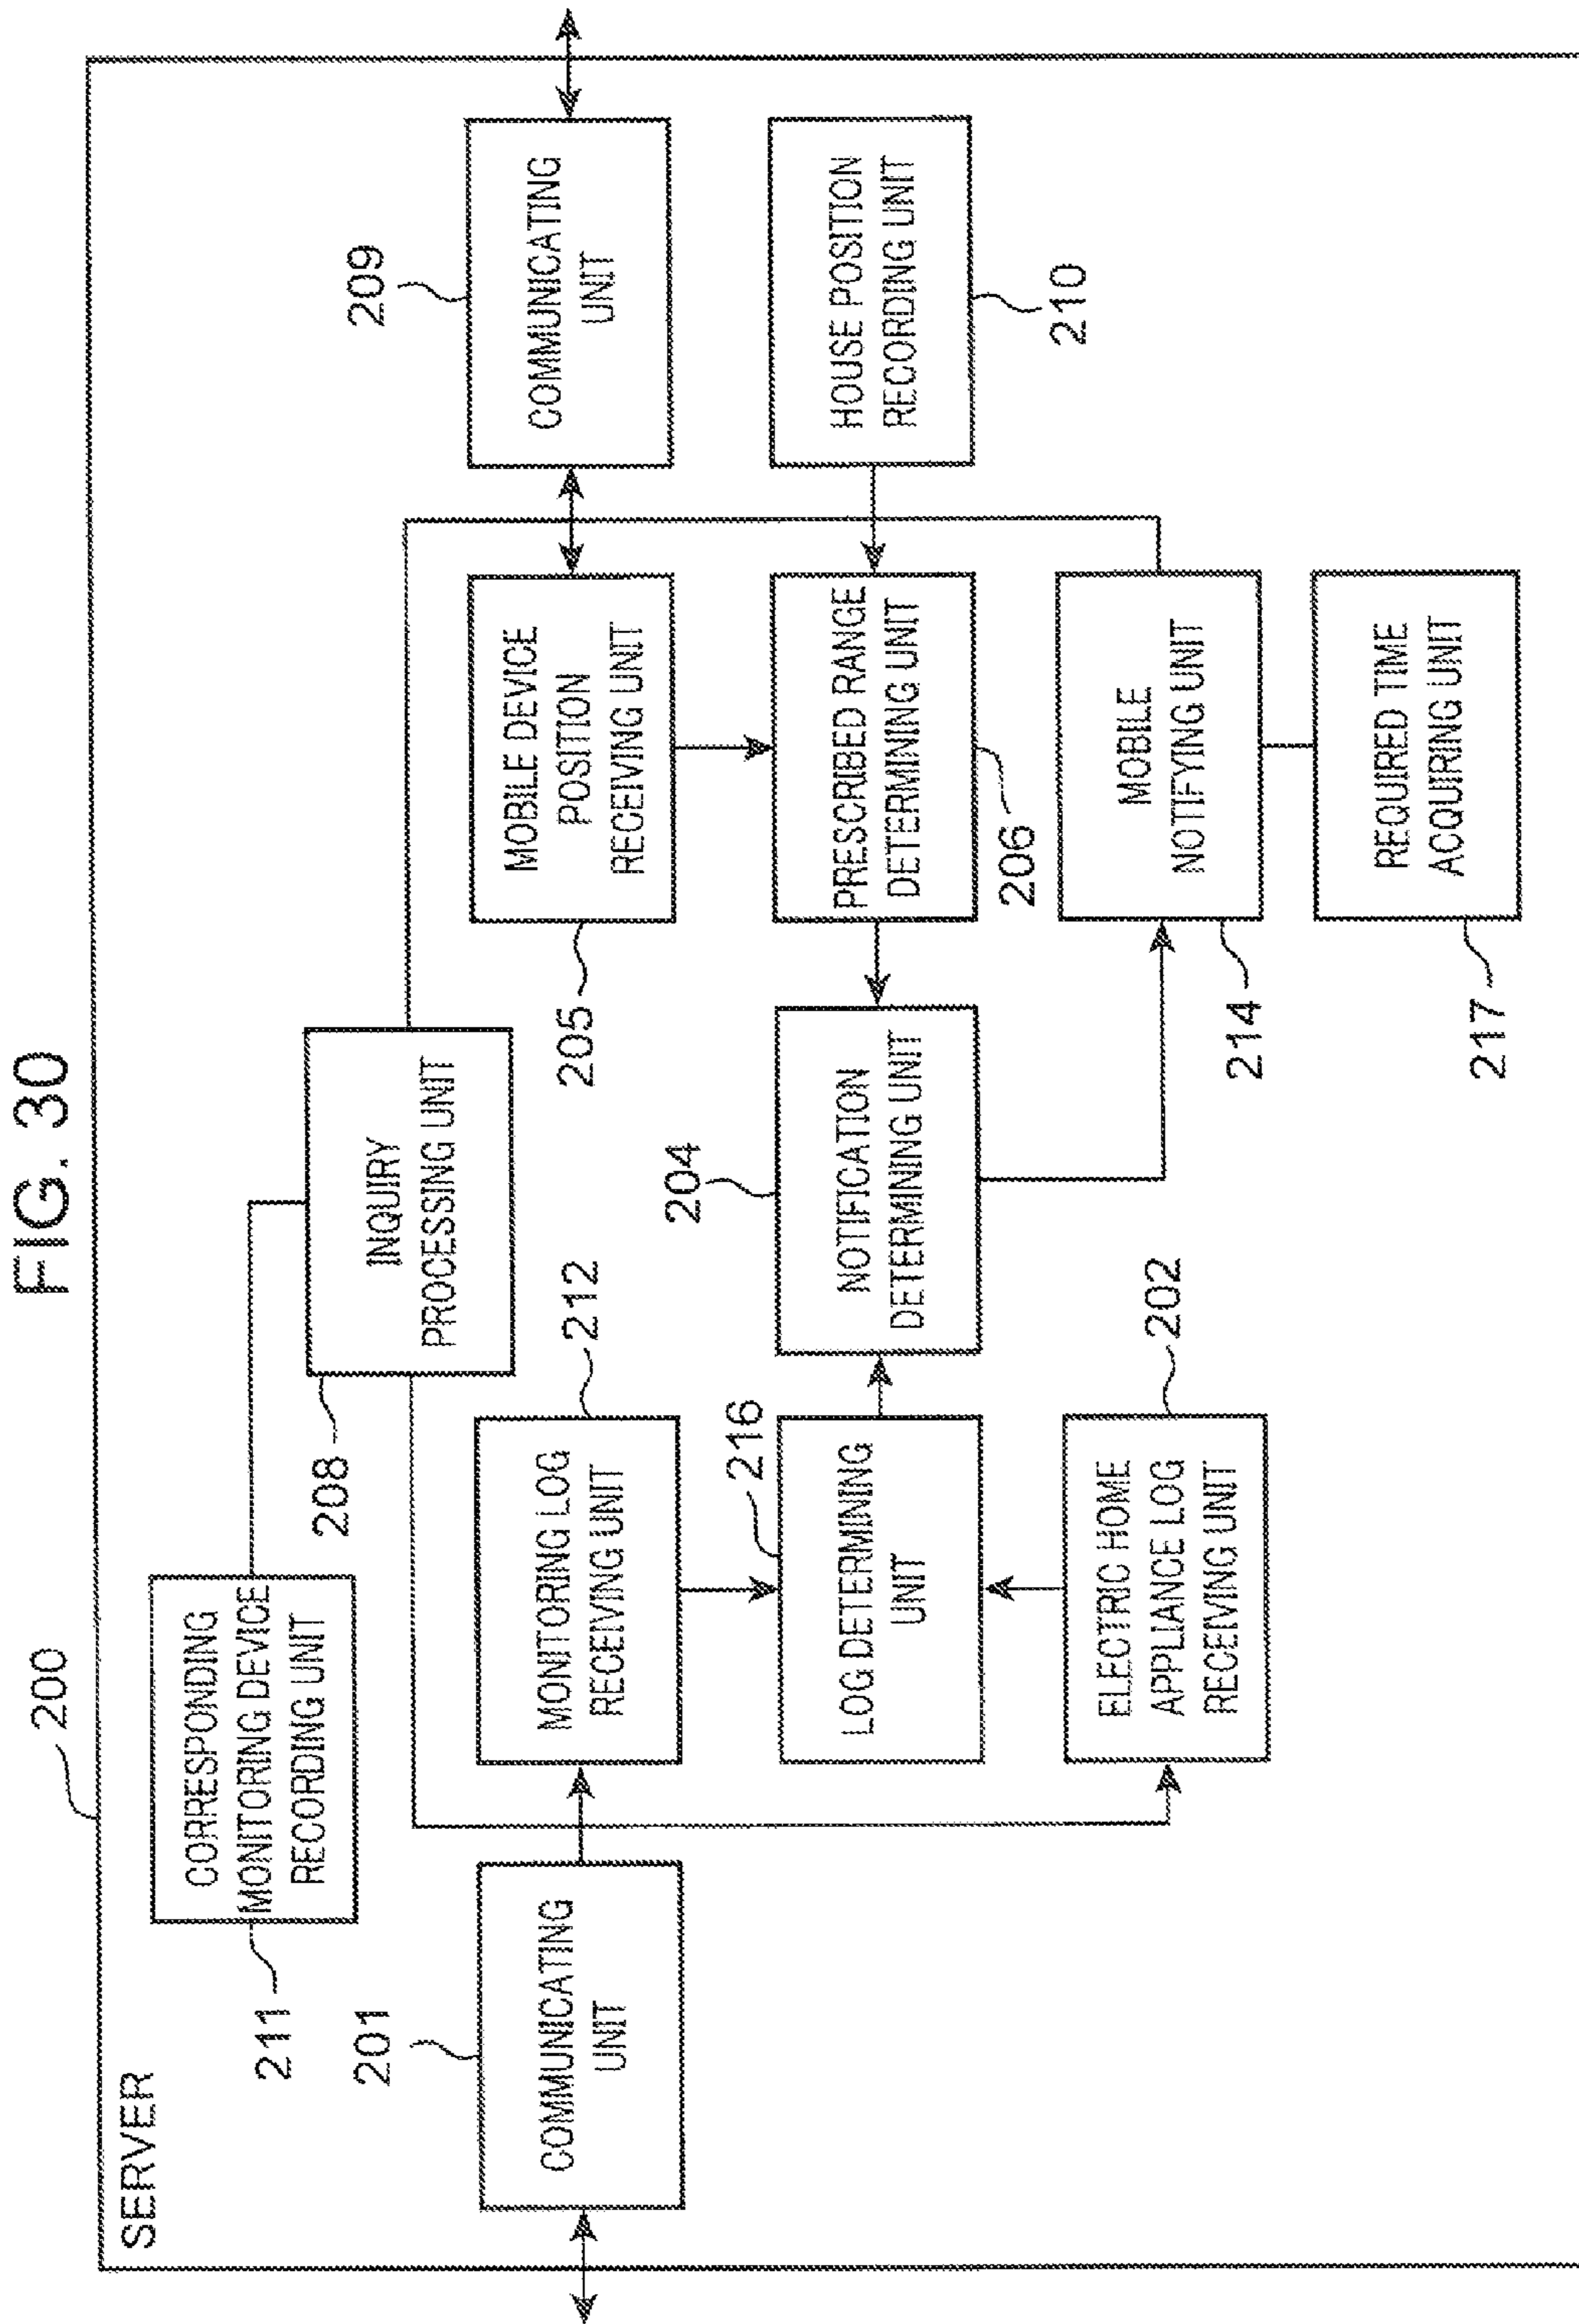 FIG. 30
200
SERVER
211
CORRESPONDING
MONITORING DEVICE
RECORDING UNIT
208
INQUIRY
PROCESSING UNIT
201
COMMUNICATING
UNIT
212
MONITORING LOG
RECEIVING UNIT
205
MOBILE DEVICE
POSITION
RECEIVING UNIT
209
COMMUNICATING
UNIT
216
LOG DETERMINING
UNIT
204
NOTIFICATION
DETERMINING UNIT
PRESCRIBED RANGE
DETERMINING UNIT
206
HOUSE POSITION
RECORDING UNIT
210
202
ELECTRIC HOME
APPLIANCE LOG
RECEIVING UNIT
MOBILE
NOTIFYING UNIT
214
REQUIRED TIME
ACQUIRING UNIT
217